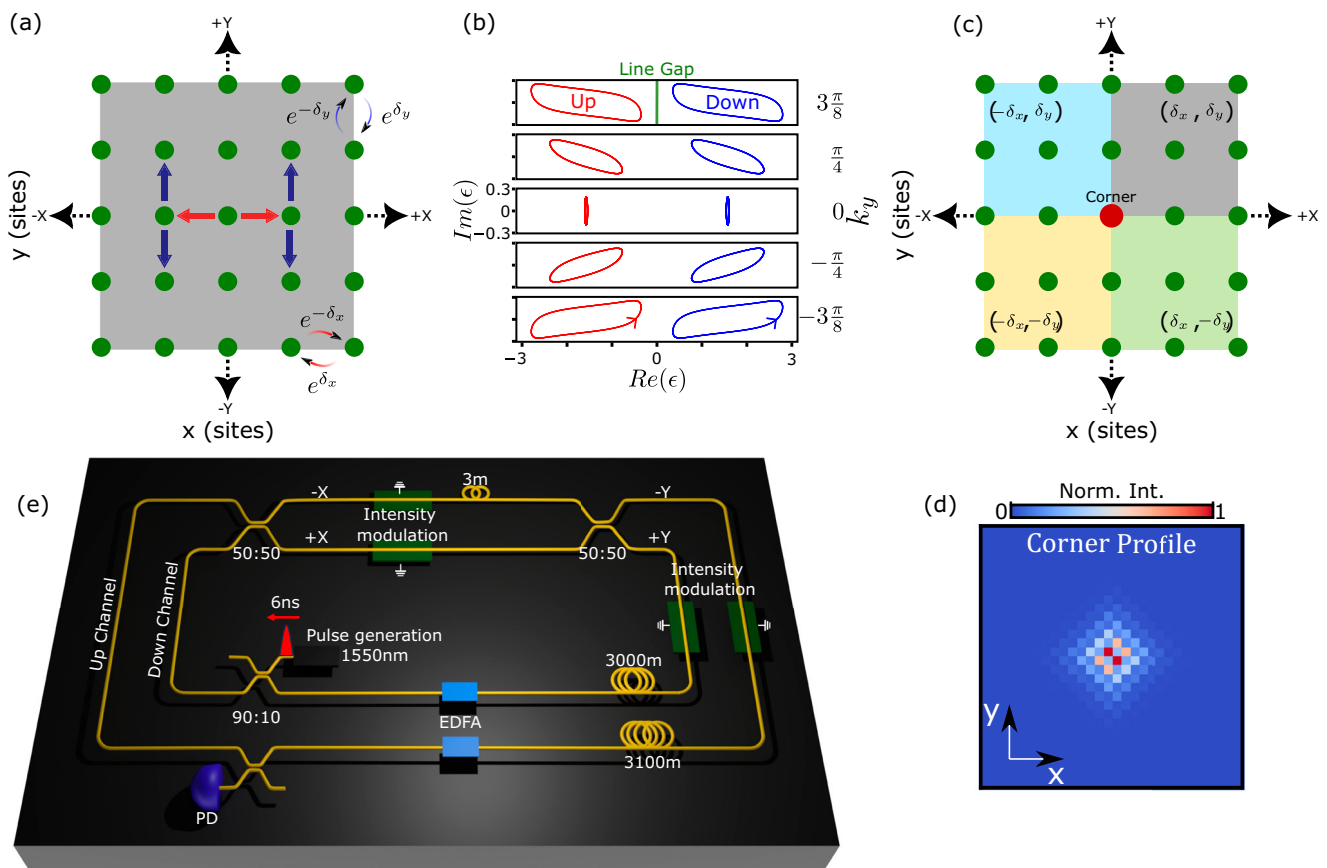 (a)
+Y
-X
+X
-Y
y (sites)
x (sites)
e^{-δ_y}
e^{δ_y}
e^{-δ_x}
e^{δ_x}
(b)
Line Gap
Up
Down
3π/8
π/4
0
-π/4
-3π/8
k_y
Im(ϵ)
0.3
0
-0.3
-3
0
3
Re(ϵ)
(c)
+Y
(-δ_x, δ_y)
(δ_x, δ_y)
Corner
-X
+X
(-δ_x, -δ_y)
(δ_x, -δ_y)
-Y
y (sites)
x (sites)
(e)
-X
3m
-Y
Intensity
modulation
+X
+Y
50:50
50:50
Intensity
modulation
Up Channel
Down Channel
6ns
Pulse generation
1550nm
3000m
90:10
EDFA
3100m
PD
(d)
Norm. Int.
0
1
Corner Profile
y
x